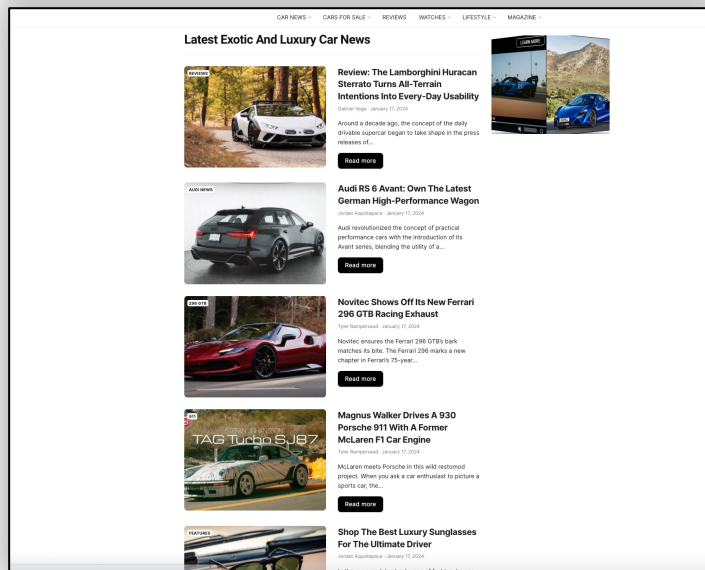 CAR NEWS
CARS FOR SALE
REVIEWS
WATCHES
LIFESTYLE
MAGAZINE
Latest Exotic And Luxury Car News
LEARN MORE
REVIEWS
Review: The Lamborghini Huracan
Sterrato Turns All-Terrain
Intentions Into Every-Day Usability
Gabriel Vega · January 17, 2024
Around a decade ago, the concept of the daily
drivable supercar began to take shape in the press
releases of...
Read more
AUDI NEWS
Audi RS 6 Avant: Own The Latest
German High-Performance Wagon
Jordan Aquistapace · January 17, 2024
Audi revolutionized the concept of practical
performance cars with the introduction of its
Avant series, blending the utility of a...
Read more
296 GTB
Novitec Shows Off Its New Ferrari
296 GTB Racing Exhaust
Tyler Rampersaud · January 17, 2024
Novitec ensures the Ferrari 296 GTB's bark
matches its bite. The Ferrari 296 marks a new
chapter in Ferrari's 75-year...
Read more
911
STEFAN JOHANSSON
TAG Turbo SJ87
Magnus Walker Drives A 930
Porsche 911 With A Former
McLaren F1 Car Engine
Tyler Rampersaud · January 17, 2024
McLaren meets Porsche in this wild restomod
project. When you ask a car enthusiast to picture a
sports car, the...
Read more
FEATURES
Shop The Best Luxury Sunglasses
For The Ultimate Driver
Jordan Aquistapace · January 17, 2024